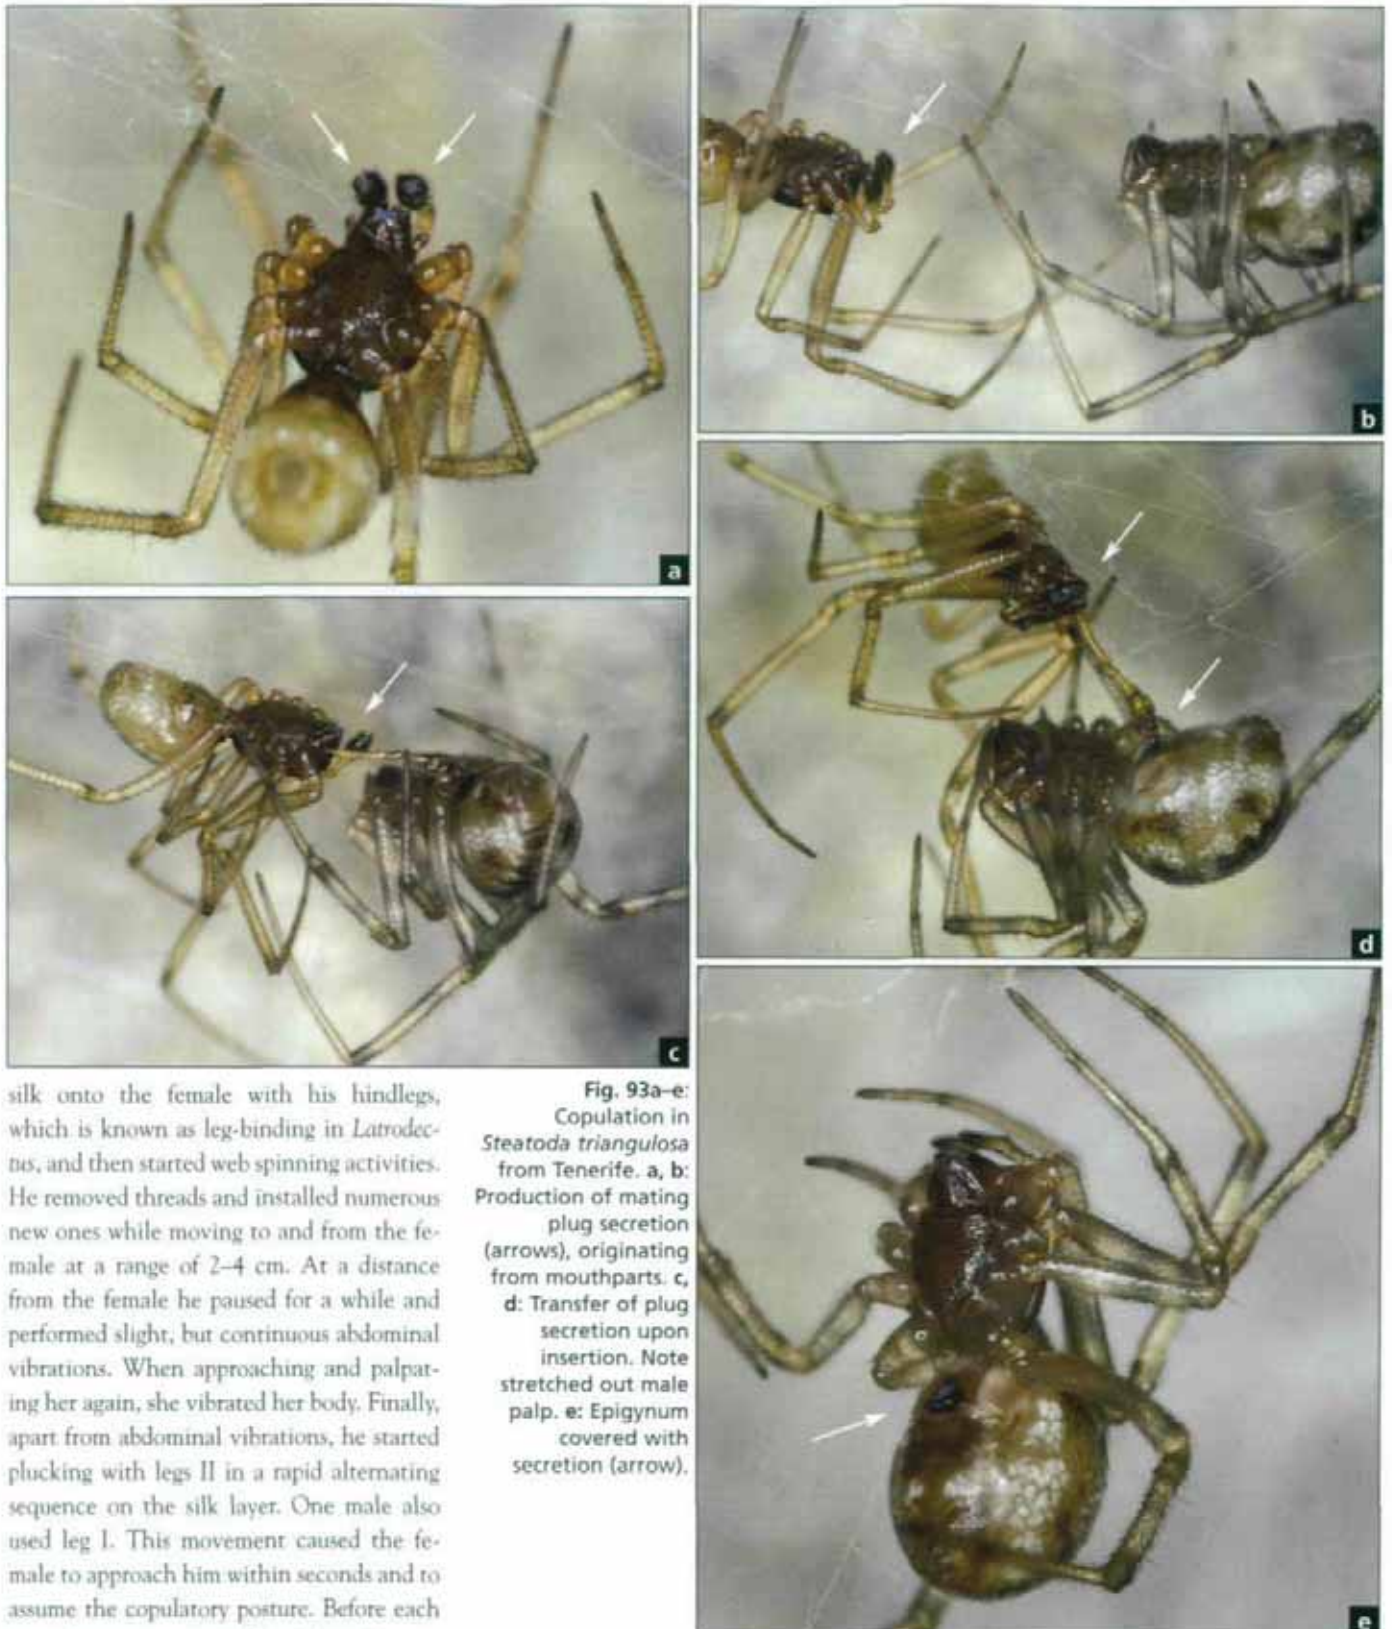 a
b
c
d
e
silk onto the female with his hindlegs,
which is known as leg-binding in Latrodec-
tus, and then started web spinning activities.
He removed threads and installed numerous
new ones while moving to and from the fe-
male at a range of 2–4 cm. At a distance
from the female he paused for a while and
performed slight, but continuous abdominal
vibrations. When approaching and palpat-
ing her again, she vibrated her body. Finally,
apart from abdominal vibrations, he started
plucking with legs II in a rapid alternating
sequence on the silk layer. One male also
used leg I. This movement caused the fe-
male to approach him within seconds and to
assume the copulatory posture. Before each
Fig. 93a–e:
Copulation in
Steatoda triangulosa
from Tenerife. a, b:
Production of mating
plug secretion
(arrows), originating
from mouthparts. c,
d: Transfer of plug
secretion upon
insertion. Note
stretched out male
palp. e: Epigynum
covered with
secretion (arrow).